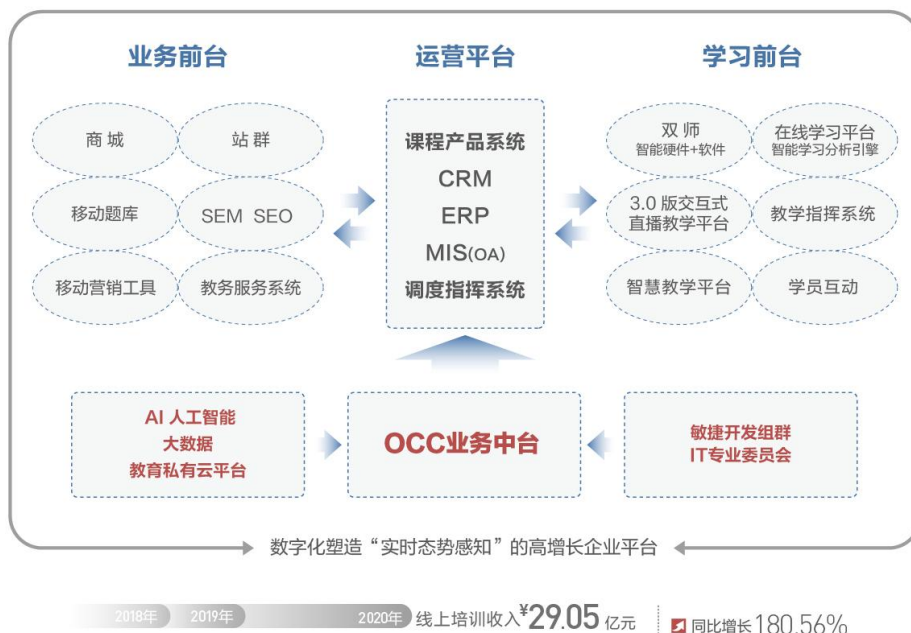 业务前台
运营平台
学习前台
商城
站群
移动题库
SEM SEO
移动营销工具
教务服务系统
课程产品系统
CRM
ERP
MIS(OA)
调度指挥系统
双师
智能硬件+软件
在线学习平台
智能学习分析引擎
3.0 版交互式
直播教学平台
教学指挥系统
智慧教学平台
学员互动
AI 人工智能
大数据
教育私有云平台
OCC业务中台
敏捷开发组群
IT专业委员会
数字化塑造“实时态势感知”的高增长企业平台
2018年 2019年 2020年 线上培训收入¥29.05 亿元 同比增长180.56%